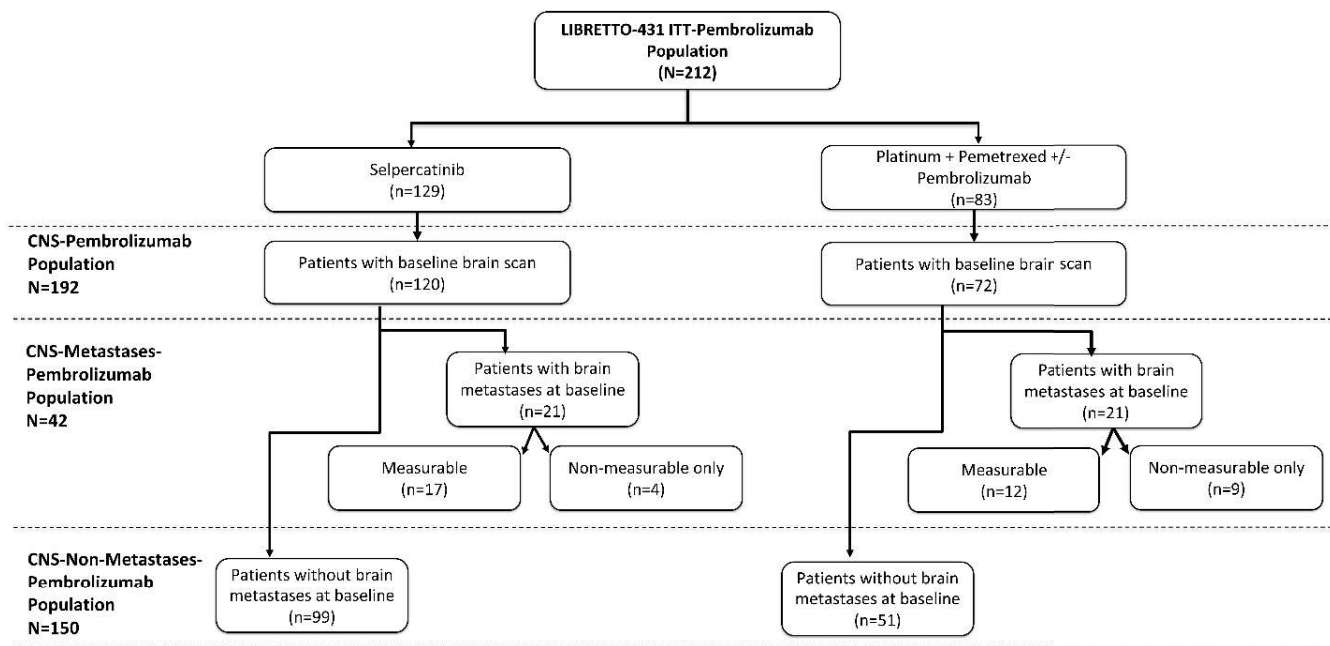 LIBRETTO-431 ITT-Pembrolizumab
Population
(N=212)
Selpercatinib
(n=129)
Platinum + Pemetrexed +/-
Pembrolizumab
(n=83)
CNS-Pembrolizumab
Population
N=192
Patients with baseline brain scan
(n=120)
Patients with baseline brain scan
(n=72)
CNS-Metastases-
Pembrolizumab
Population
N=42
Patients with brain
metastases at baseline
(n=21)
Measurable
(n=17)
Non-measurable only
(n=4)
Patients with brain
metastases at baseline
(n=21)
Measurable
(n=12)
Non-measurable only
(n=9)
CNS-Non-Metastases-
Pembrolizumab
Population
N=150
Patients without brain
metastases at baseline
(n=99)
Patients without brain
metastases at baseline
(n=51)